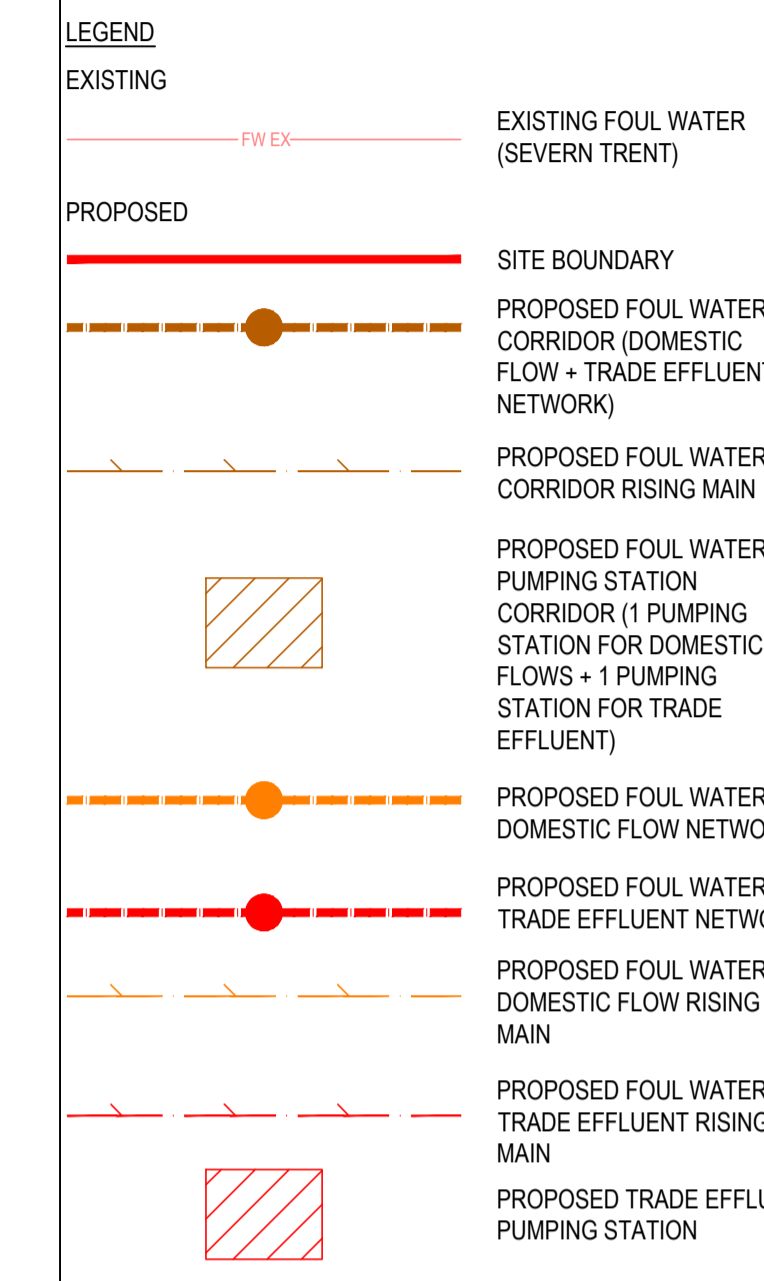 LEGEND
EXISTING
FW EX
EXISTING FOUL WATER
(SEVERN TRENT)
PROPOSED
SITE BOUNDARY
PROPOSED FOUL WATER
CORRIDOR (DOMESTIC
FLOW + TRADE EFFLUENT
NETWORK)
PROPOSED FOUL WATER
CORRIDOR RISING MAIN
PROPOSED FOUL WATER
PUMPING STATION
CORRIDOR (1 PUMPING
STATION FOR DOMESTIC
FLOWS + 1 PUMPING
STATION FOR TRADE
EFFLUENT)
PROPOSED FOUL WATER
DOMESTIC FLOW
PROPOSED FOUL WATER
TRADE EFFLUENT
PROPOSED FOUL WATER
DOMESTIC FLOW RISING
MAIN
PROPOSED FOUL WATER
TRADE EFFLUENT RISING
MAIN
PROPOSED TRADE
PUMPING STATION